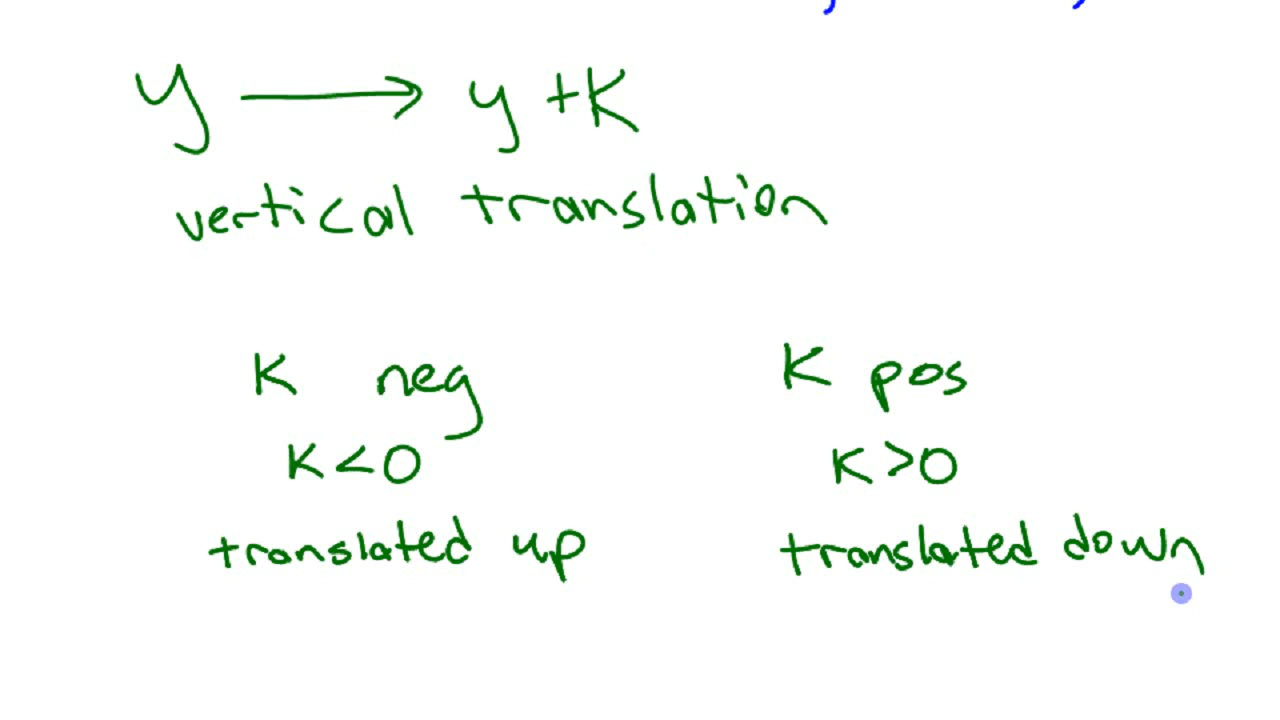 y → y + K
vertical translation
K neg
K pos
K < 0
K > 0
translated up
translated down